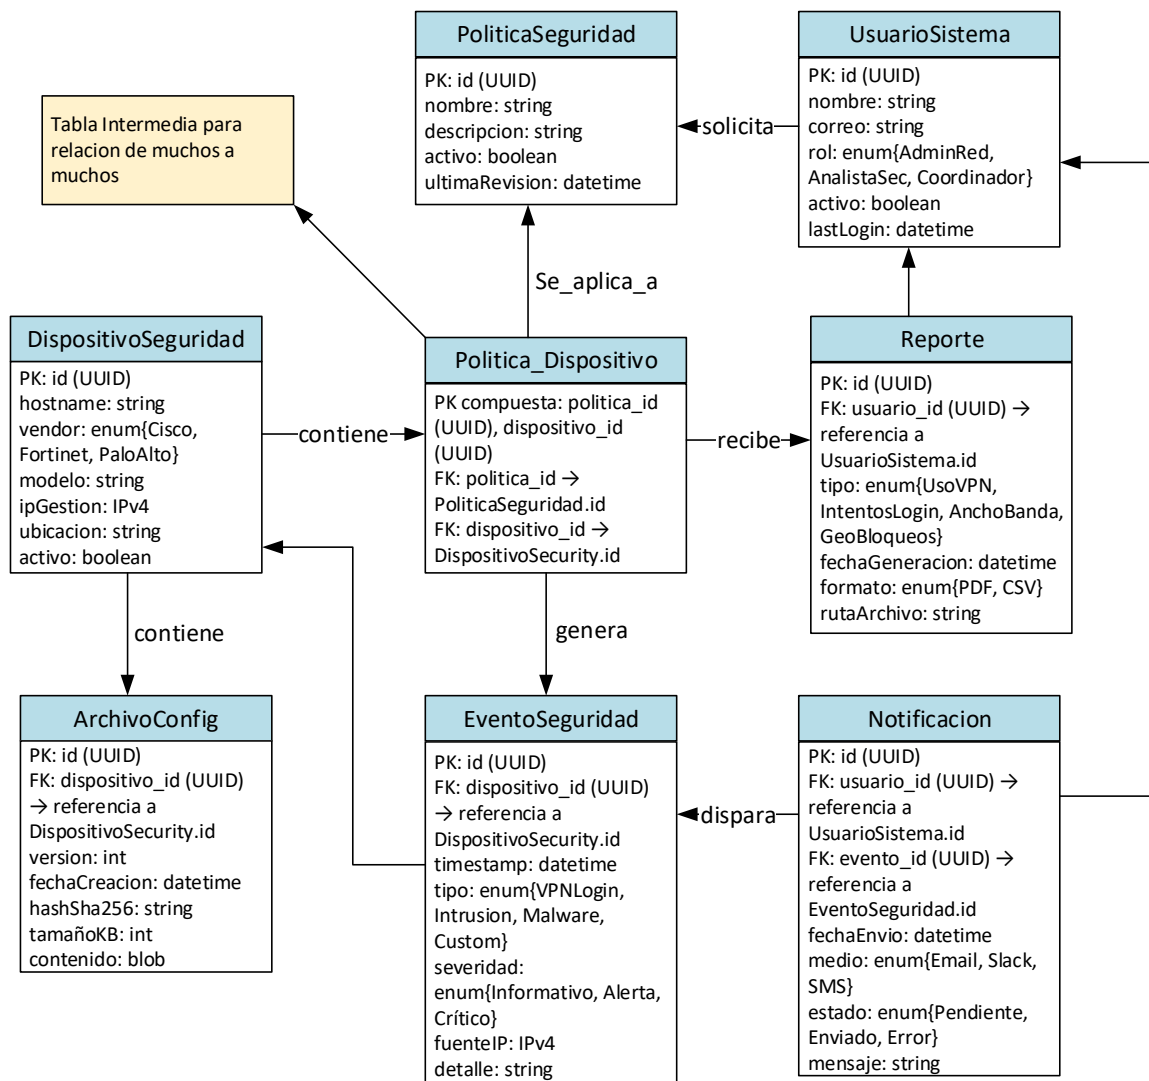 PoliticaSeguridad
PK: id (UUID)
nombre: string
descripcion: string
activo: boolean
ultimaRevision: datetime
solicita
UsuarioSistema
PK: id (UUID)
nombre: string
correo: string
rol: enum{AdminRed,
AnalistaSec, Coordinador}
activo: boolean
lastLogin: datetime
Tabla Intermedia para
relacion de muchos a
muchos
Se_aplica_a
DispositivoSeguridad
PK: id (UUID)
hostname: string
vendor: enum{Cisco,
Fortinet, PaloAlto}
modelo: string
ipGestion: IPv4
ubicacion: string
activo: boolean
contiene
Politica_Dispositivo
PK compuesta: politica_id
(UUID), dispositivo_id
(UUID)
FK: politica_id →
PoliticaSeguridad.id
FK: dispositivo_id →
DispositivoSecurity.id
recibe
Reporte
PK: id (UUID)
FK: usuario_id (UUID) →
referencia a
UsuarioSistema.id
tipo: enum{UsoVPN,
IntentosLogin, AnchoBanda,
GeoBloqueos}
fechaGeneracion: datetime
formato: enum{PDF, CSV}
rutaArchivo: string
contiene
genera
ArchivoConfig
PK: id (UUID)
FK: dispositivo_id (UUID)
→ referencia a
DispositivoSecurity.id
version: int
fechaCreacion: datetime
hashSha256: string
tamañoKB: int
contenido: blob
EventoSeguridad
PK: id (UUID)
FK: dispositivo_id (UUID)
→ referencia a
DispositivoSecurity.id
timestamp: datetime
tipo: enum{VPNLogin,
Intrusion, Malware,
Custom}
severidad:
enum{Informativo, Alerta,
Crítico}
fuenteIP: IPv4
detalle: string
dispara
Notificacion
PK: id (UUID)
FK: usuario_id (UUID) →
referencia a
UsuarioSistema.id
FK: evento_id (UUID) →
referencia a
EventoSeguridad.id
fechaEnvio: datetime
medio: enum{Email, Slack,
SMS}
estado: enum{Pendiente,
Enviado, Error}
mensaje: string